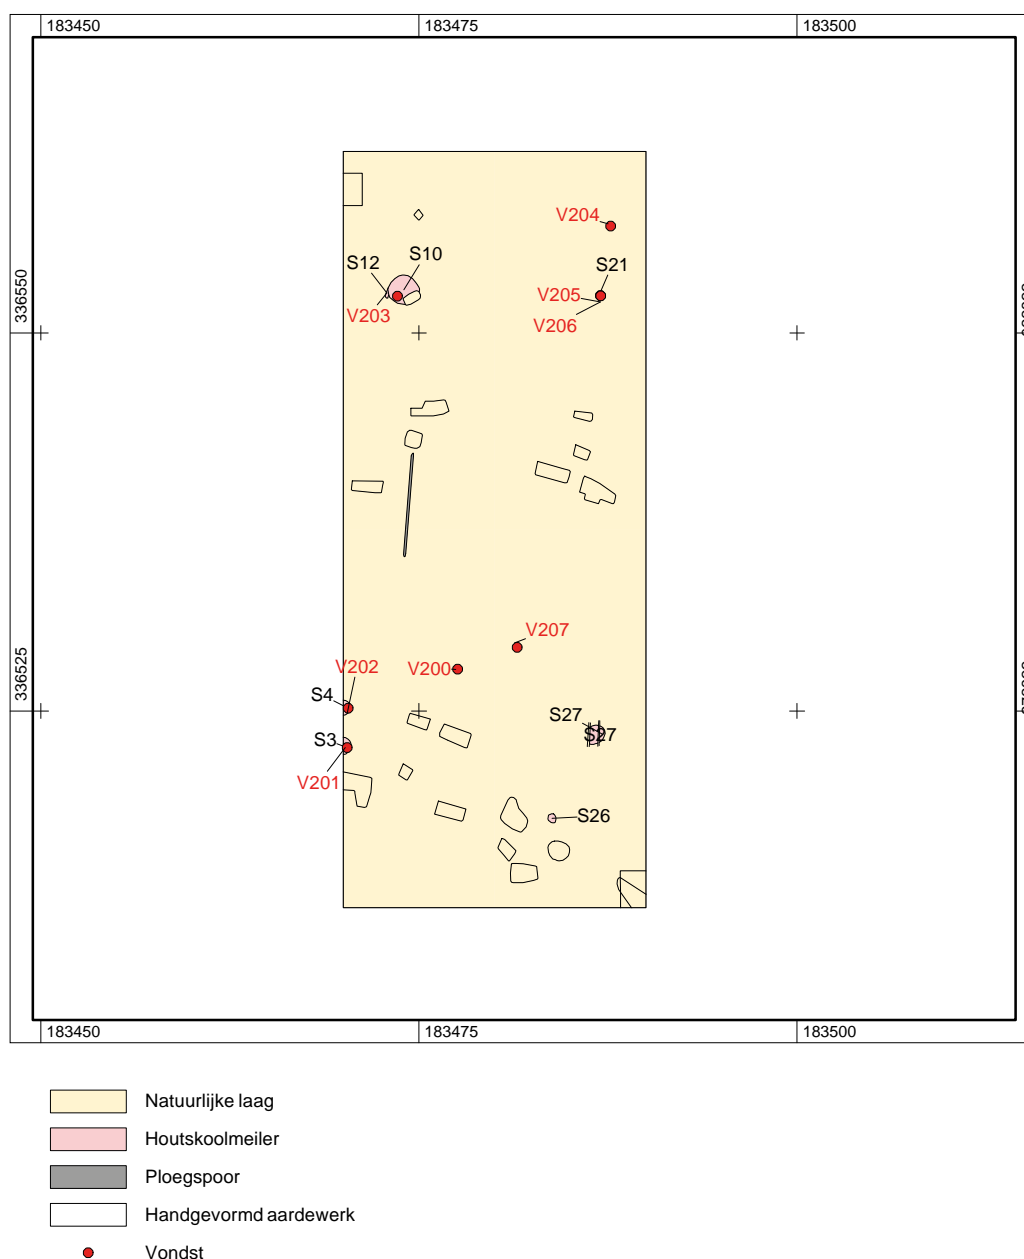 183450
183475
183500
V204
S10
S12
S21
V205
V203
V206
336550
V207
V202
V200
336525
S4
S27
S27
S3
V201
S26
183450
183475
183500
Natuurlijke laag
Houtskoolmeiler
Ploegspoor
Handgevormd aardewerk
Vondst